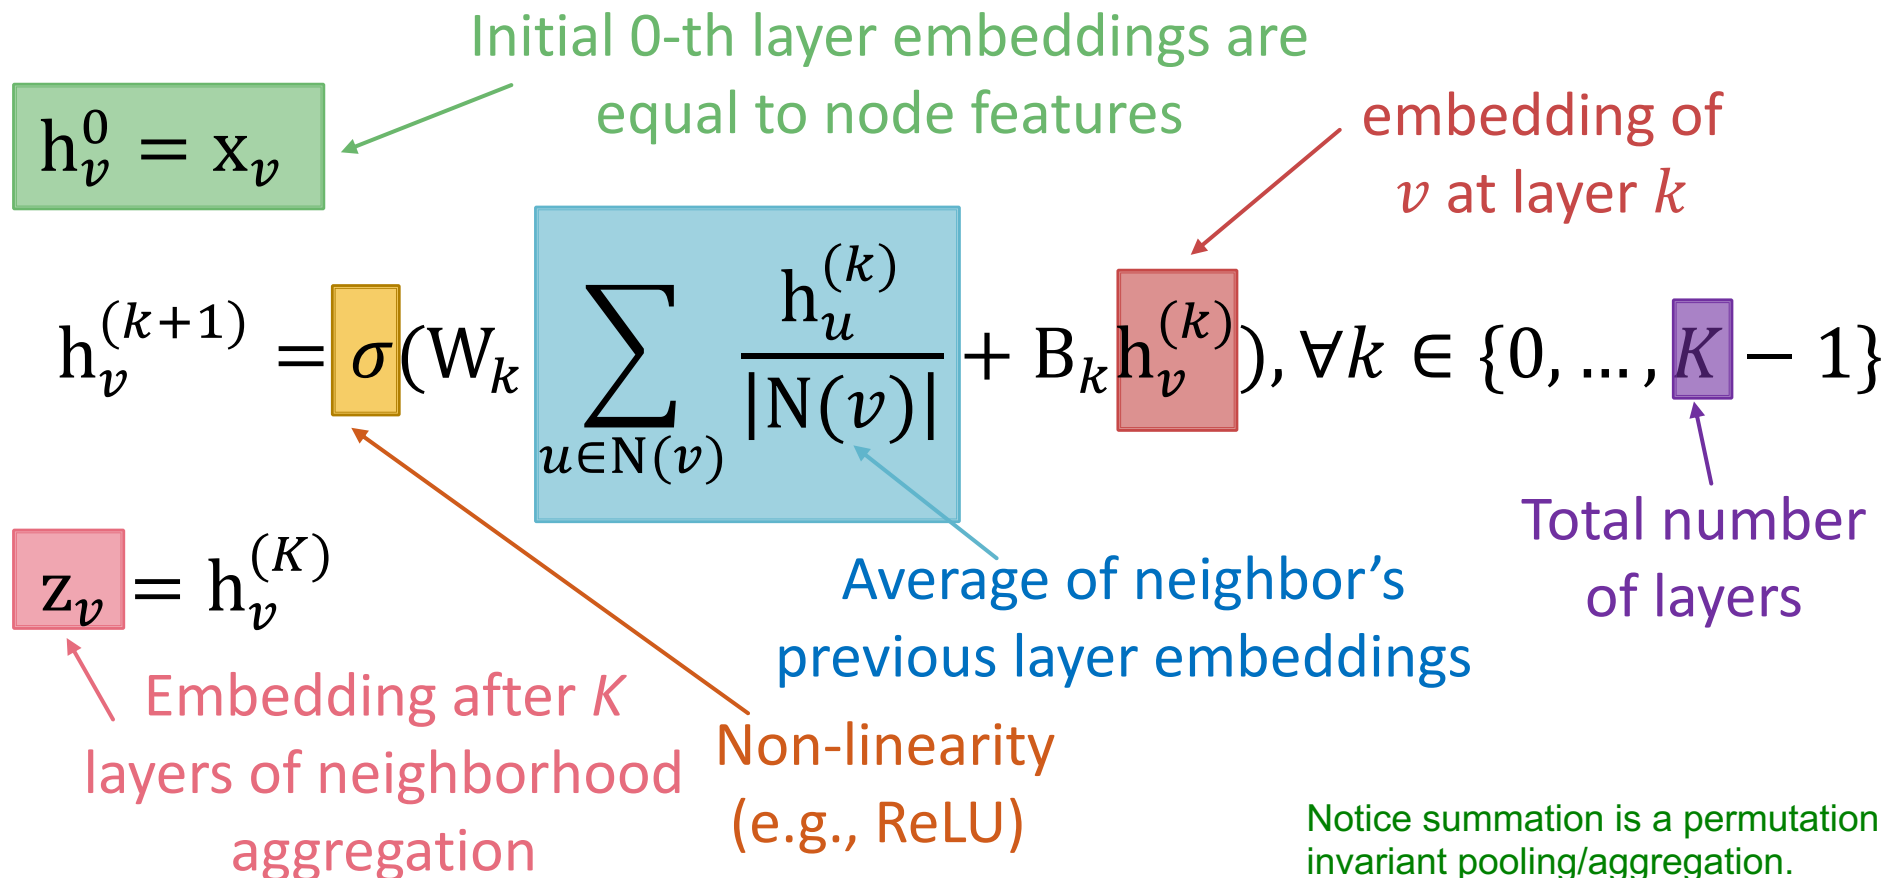 Initial 0-th layer embeddings are
equal to node features
h_v^0 = x_v
embedding of
v at layer k
h_v^{(k+1)} = σ(W_k ∑_{u∈N(v)} \frac{h_u^{(k)}}{|N(v)|} + B_k h_v^{(k)}), ∀k ∈ {0, …, K − 1}
Total number
of layers
Average of neighbor’s
previous layer embeddings
z_v = h_v^{(K)}
Embedding after K
layers of neighborhood
aggregation
Non-linearity
(e.g., ReLU)
Notice summation is a permutation
invariant pooling/aggregation.